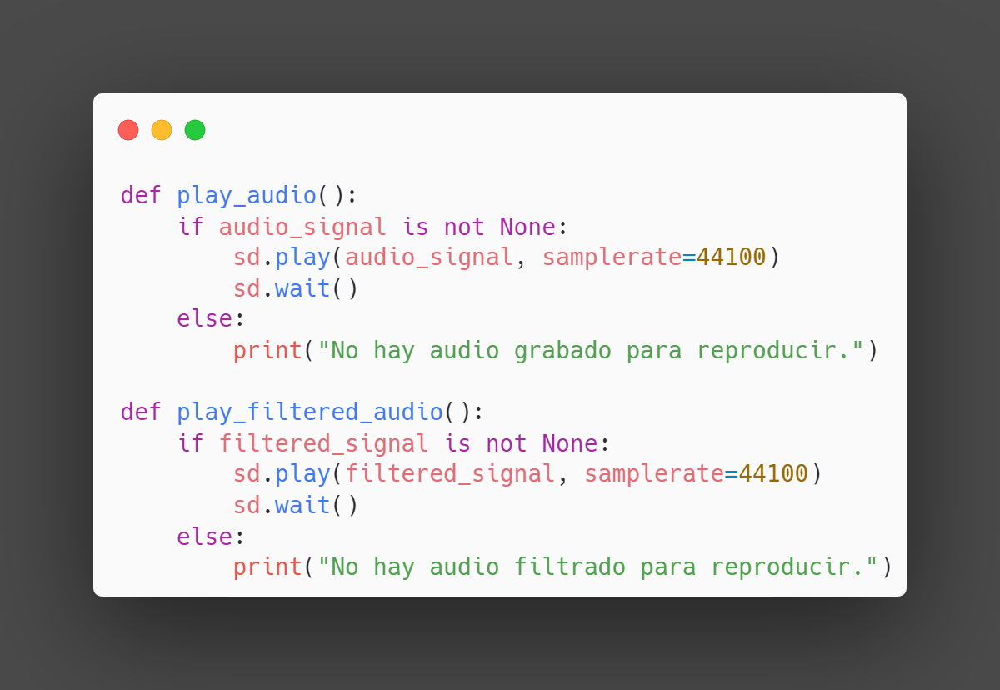 def play_audio():
    if audio_signal is not None:
        sd.play(audio_signal, samplerate=44100)
        sd.wait()
    else:
        print("No hay audio grabado para reproducir.")

def play_filtered_audio():
    if filtered_signal is not None:
        sd.play(filtered_signal, samplerate=44100)
        sd.wait()
    else:
        print("No hay audio filtrado para reproducir.")